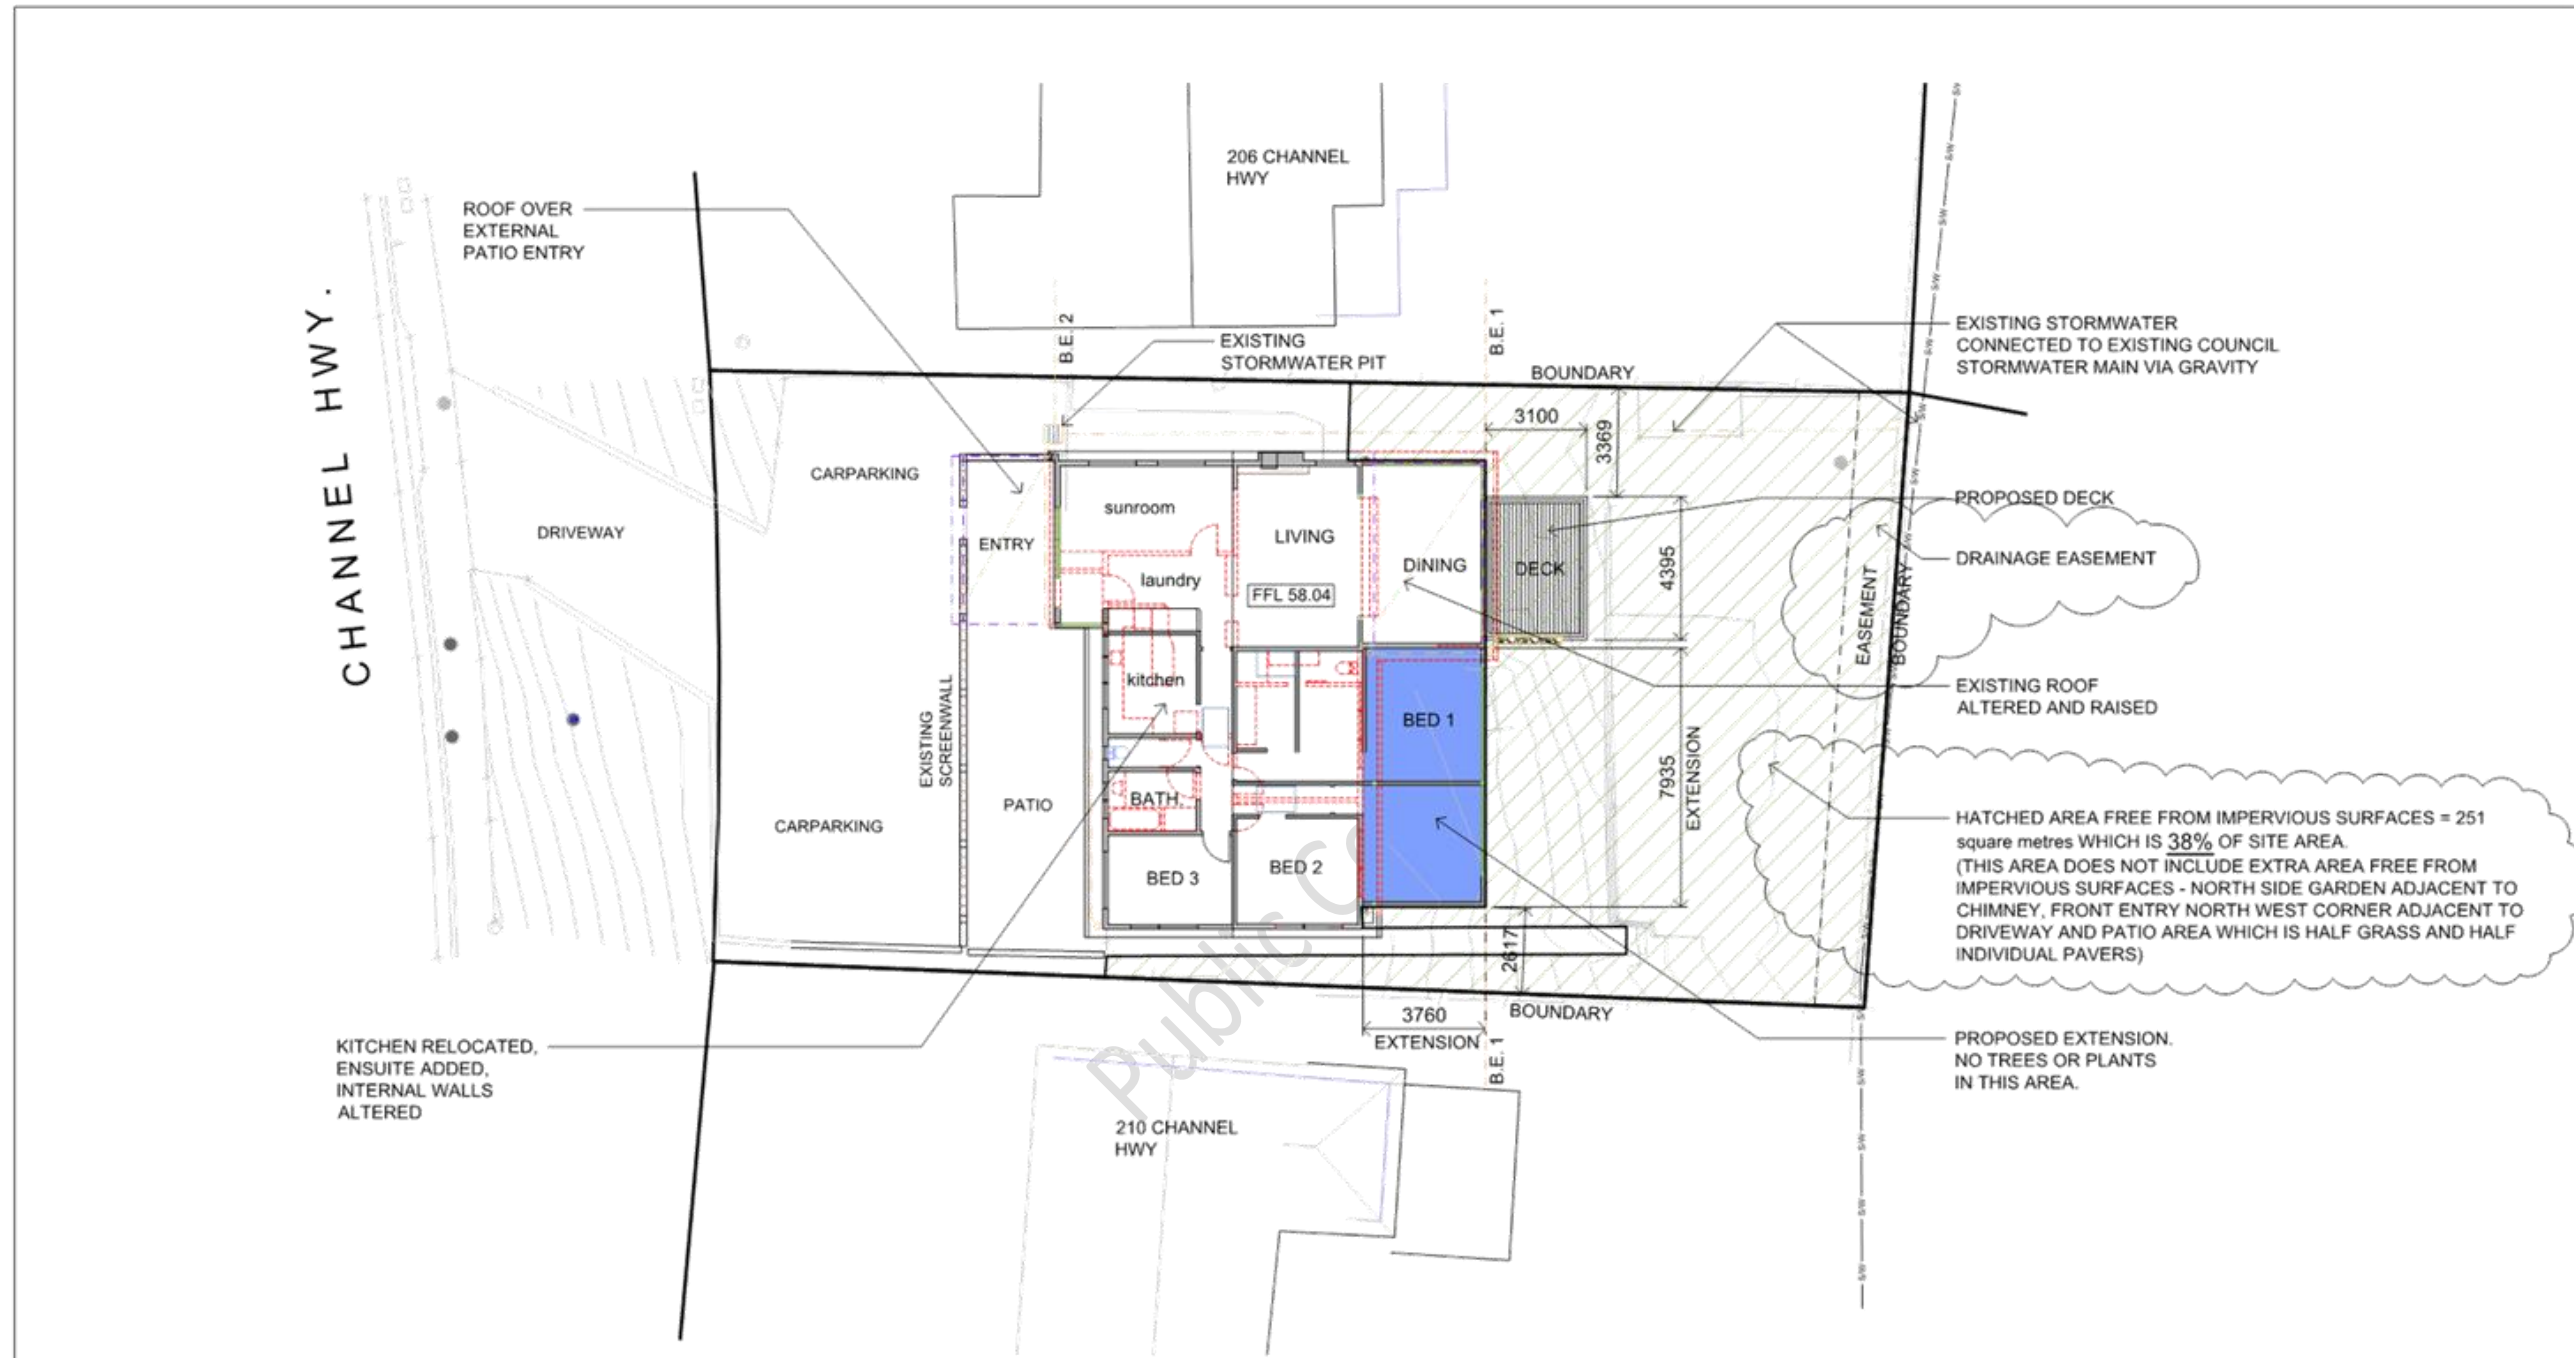 CHANNEL HWY.
ROOF OVER
EXTERNAL
PATIO ENTRY
206 CHANNEL
HWY
B.E. 2
EXISTING
STORMWATER PIT
B.E. 1
BOUNDARY
EXISTING STORMWATER
CONNECTED TO EXISTING COUNCIL
STORMWATER MAIN VIA GRAVITY
3100
3369
CARPARKING
DRIVEWAY
ENTRY
sunroom
LIVING
DiNING
DECK
4395
PROPOSED DECK
DRAINAGE EASEMENT
laundry
FFL 58.04
EASEMENT
BOUNDARY
kitchen
BED 1
EXISTING ROOF
ALTERED AND RAISED
EXISTING
SCREENWALL
PATIO
BATH.
7935
EXTENSION
CARPARKING
BED 3
BED 2
HATCHED AREA FREE FROM IMPERVIOUS SURFACES = 251
square metres WHICH IS 38% OF SITE AREA.
(THIS AREA DOES NOT INCLUDE EXTRA AREA FREE FROM
IMPERVIOUS SURFACES - NORTH SIDE GARDEN ADJACENT TO
CHIMNEY, FRONT ENTRY NORTH WEST CORNER ADJACENT TO
DRIVEWAY AND PATIO AREA WHICH IS HALF GRASS AND HALF
INDIVIDUAL PAVERS)
2617
3760
EXTENSION
BOUNDARY
B.E. 1
KITCHEN RELOCATED,
ENSUITE ADDED,
INTERNAL WALLS
ALTERED
PROPOSED EXTENSION.
NO TREES OR PLANTS
IN THIS AREA.
210 CHANNEL
HWY
Public Co
S/W
S/W
S/W
S/W
S/W
S/W
S/W
S/W
S/W
S/W
S/W